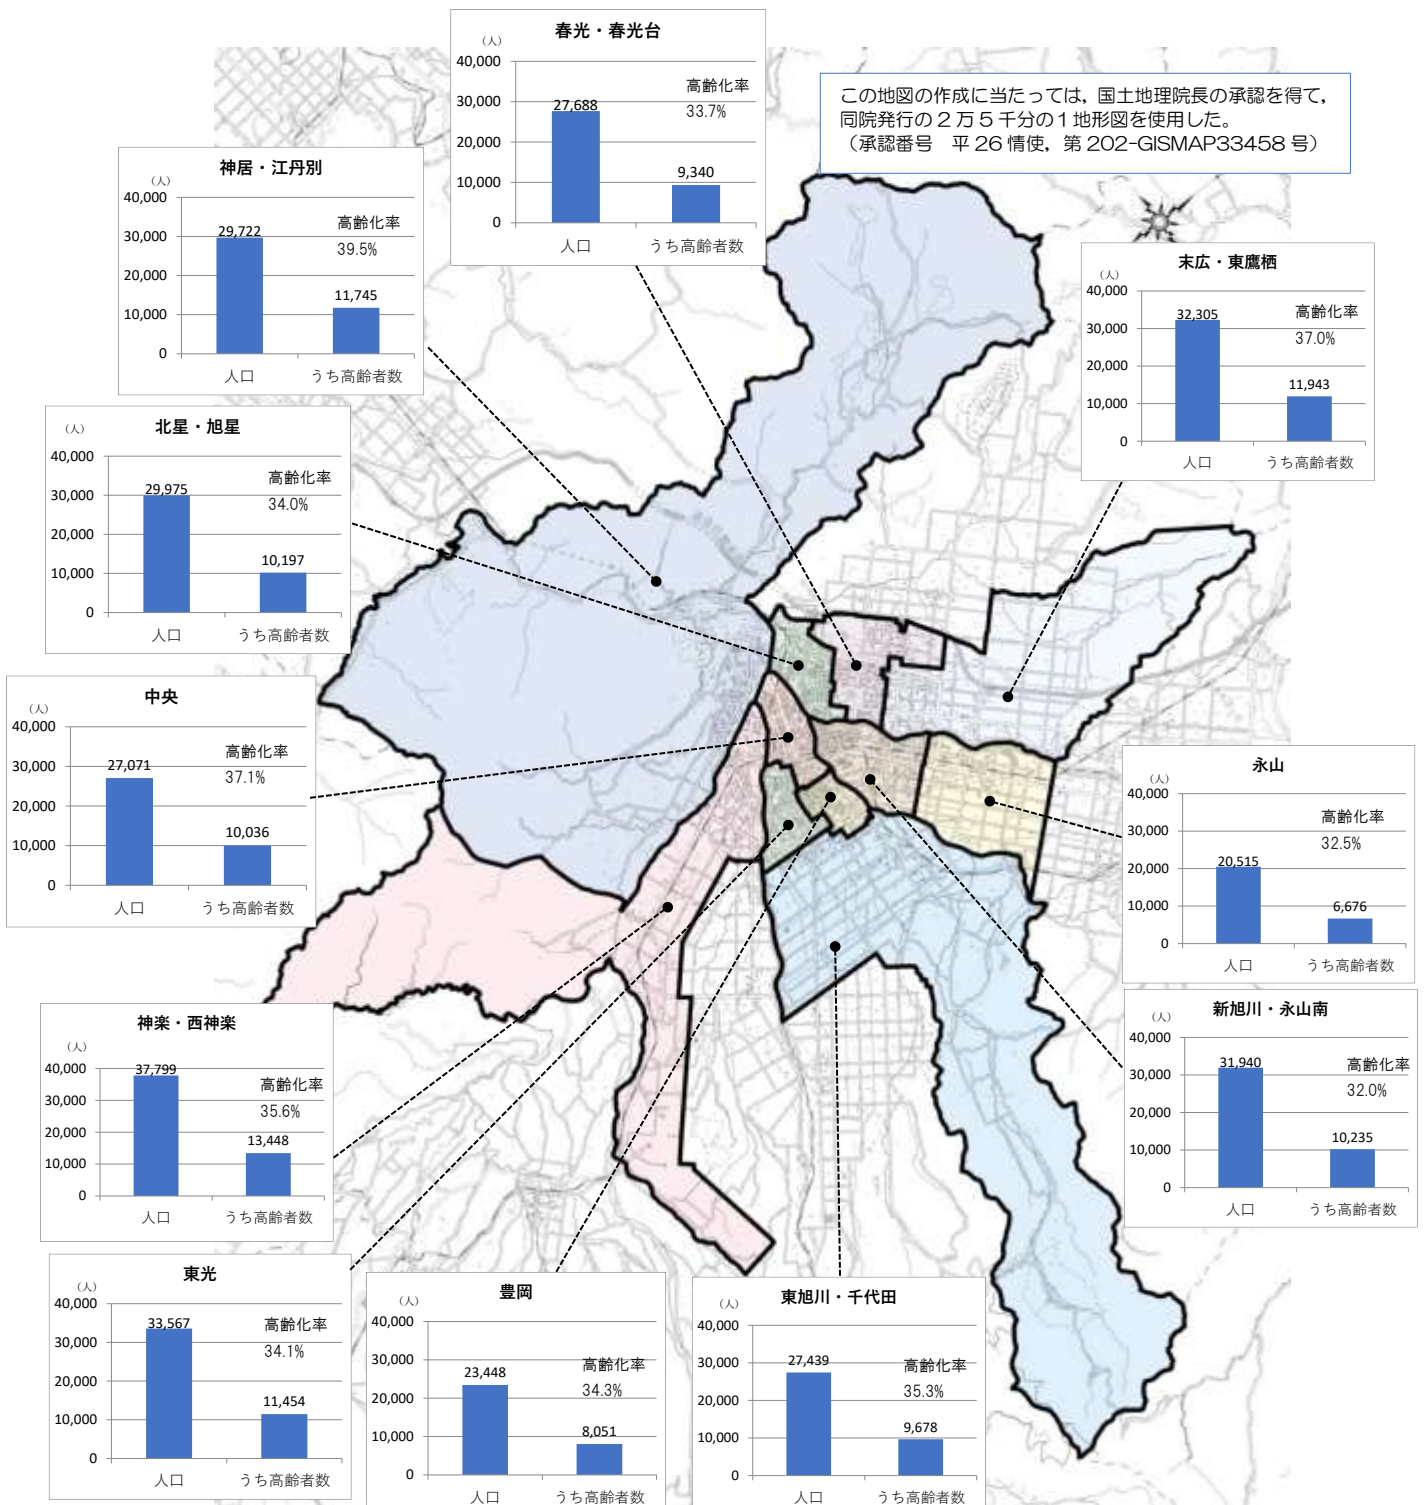 春光・春光台
（人）
40,000
30,000
20,000
10,000
0
27,688
9,340
高齢化率
33.7%
人口
うち高齢者数
この地図の作成に当たっては，国土地理院長の承認を得て，
同院発行の２万５千分の１地形図を使用した。
（承認番号　平 26 情使，第 202-GISMAP33458 号）
神居・江丹別
（人）
40,000
30,000
20,000
10,000
0
29,722
11,745
高齢化率
39.5%
人口
うち高齢者数
末広・東鷹栖
（人）
40,000
30,000
20,000
10,000
0
32,305
11,943
高齢化率
37.0%
人口
うち高齢者数
北星・旭星
（人）
40,000
30,000
20,000
10,000
0
29,975
10,197
高齢化率
34.0%
人口
うち高齢者数
中央
（人）
40,000
30,000
20,000
10,000
0
27,071
10,036
高齢化率
37.1%
人口
うち高齢者数
永山
（人）
40,000
30,000
20,000
10,000
0
20,515
6,676
高齢化率
32.5%
人口
うち高齢者数
神楽・西神楽
（人）
40,000
30,000
20,000
10,000
0
37,799
13,448
高齢化率
35.6%
人口
うち高齢者数
新旭川・永山南
（人）
40,000
30,000
20,000
10,000
0
31,940
10,235
高齢化率
32.0%
人口
うち高齢者数
東光
（人）
40,000
30,000
20,000
10,000
0
33,567
11,454
高齢化率
34.1%
人口
うち高齢者数
豊岡
（人）
40,000
30,000
20,000
10,000
0
23,448
8,051
高齢化率
34.3%
人口
うち高齢者数
東旭川・千代田
（人）
40,000
30,000
20,000
10,000
0
27,439
9,678
高齢化率
35.3%
人口
うち高齢者数